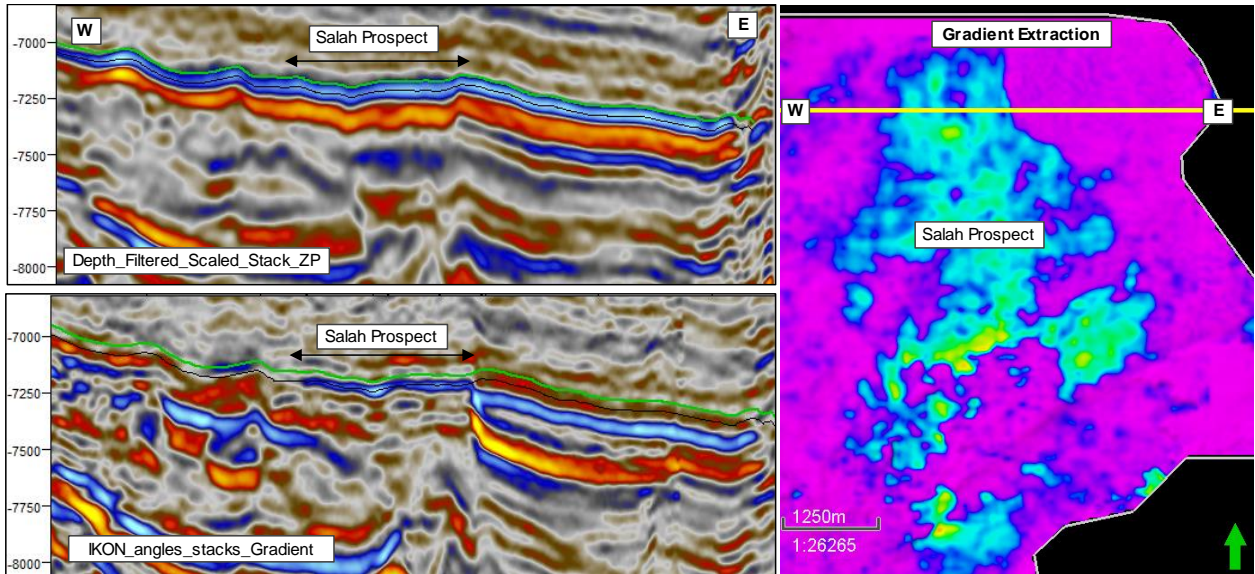 W
E
Salah Prospect
-7000
-7250
-7500
-7750
-8000
Depth_Filtered_Scaled_Stack_ZP
Salah Prospect
-7000
-7250
-7500
-7750
-8000
IKON_angles_stacks_Gradient
Gradient Extraction
W
E
Salah Prospect
1250m
1:26265